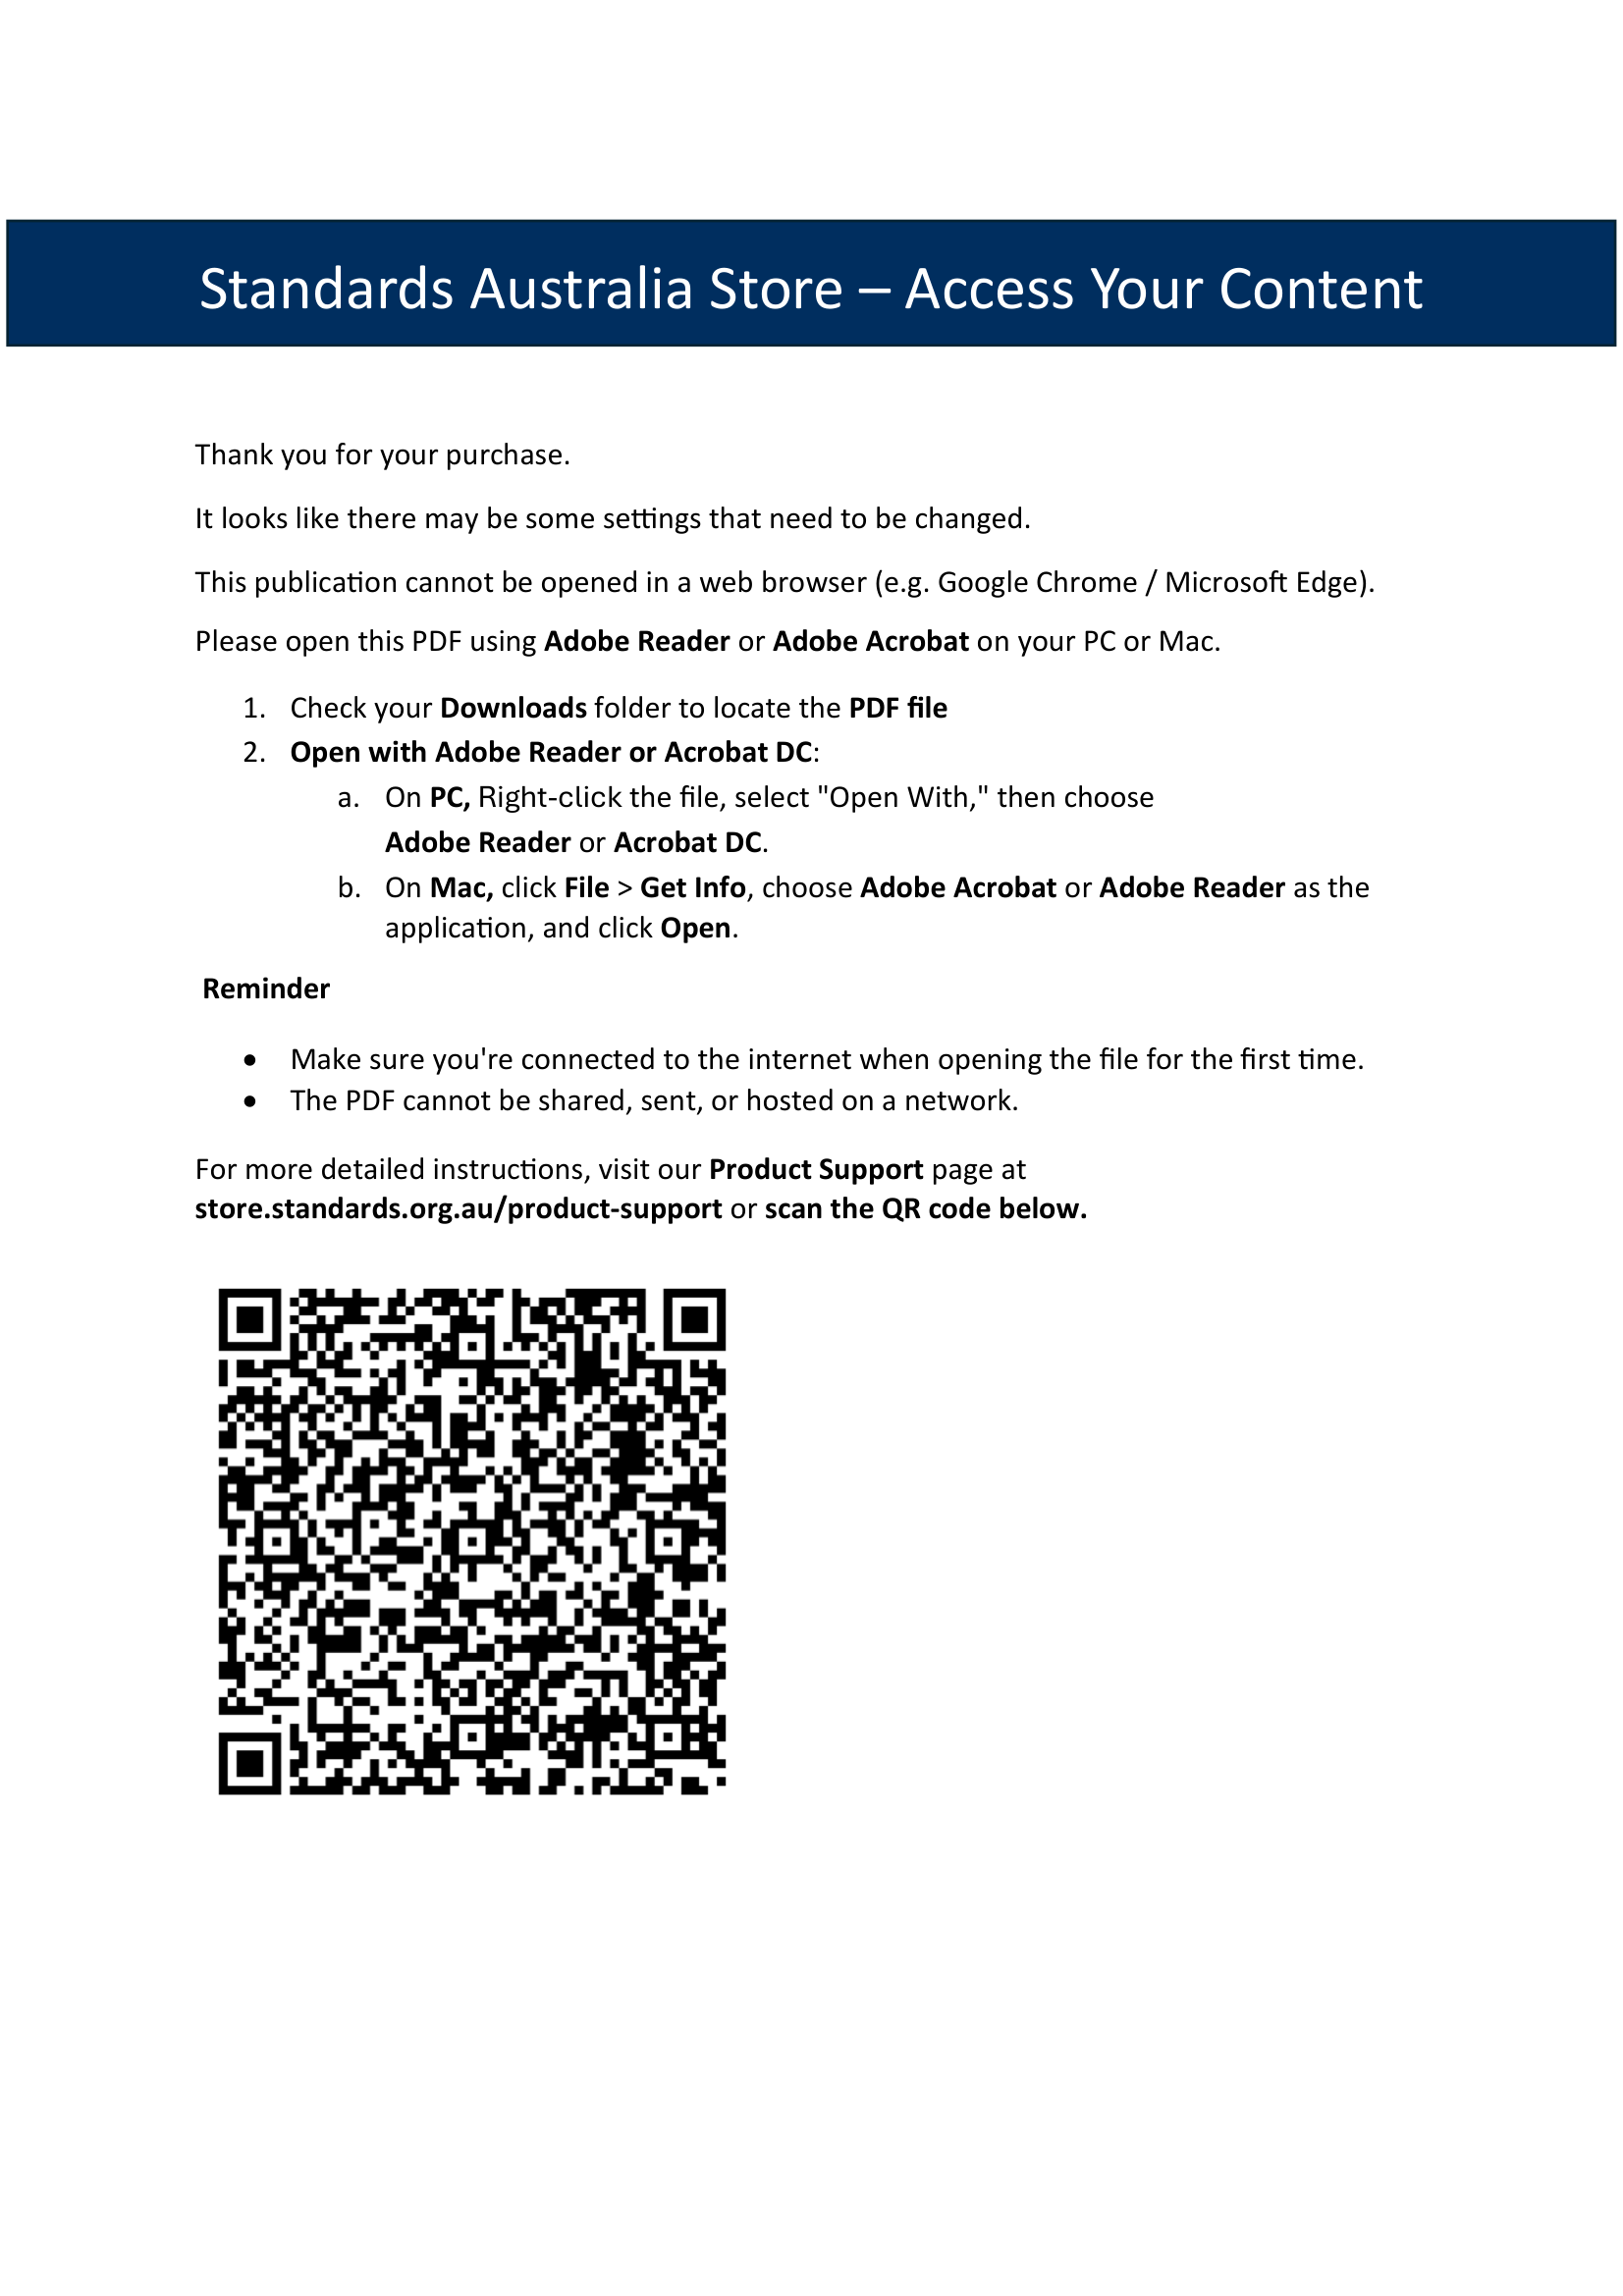 Standards Australia Store – Access Your Content
Thank you for your purchase.
It looks like there may be some settings that need to be changed.
This publication cannot be opened in a web browser (e.g. Google Chrome / Microsoft Edge).
Please open this PDF using Adobe Reader or Adobe Acrobat on your PC or Mac.
1. Check your Downloads folder to locate the PDF file
2. Open with Adobe Reader or Acrobat DC:
a. On PC, Right-click the file, select "Open With," then choose
Adobe Reader or Acrobat DC.
b. On Mac, click File > Get Info, choose Adobe Acrobat or Adobe Reader as the
application, and click Open.
Reminder
• Make sure you're connected to the internet when opening the file for the first time.
• The PDF cannot be shared, sent, or hosted on a network.
For more detailed instructions, visit our Product Support page at
store.standards.org.au/product-support or scan the QR code below.